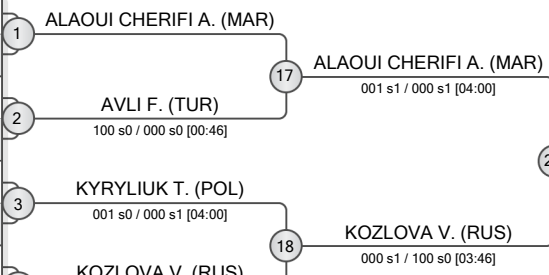 ALAOUI CHERIFI A. (MAR)
1
17
ALAOUI CHERIFI A. (MAR)
001 s1 / 000 s1 [04:00]
AVLI F. (TUR)
2
100 s0 / 000 s0 [00:46]
KYRYLIUK T. (POL)
3
001 s0 / 000 s1 [04:00]
18
KOZLOVA V. (RUS)
000 s1 / 100 s0 [03:46]
KOZLOVA V. (RUS)